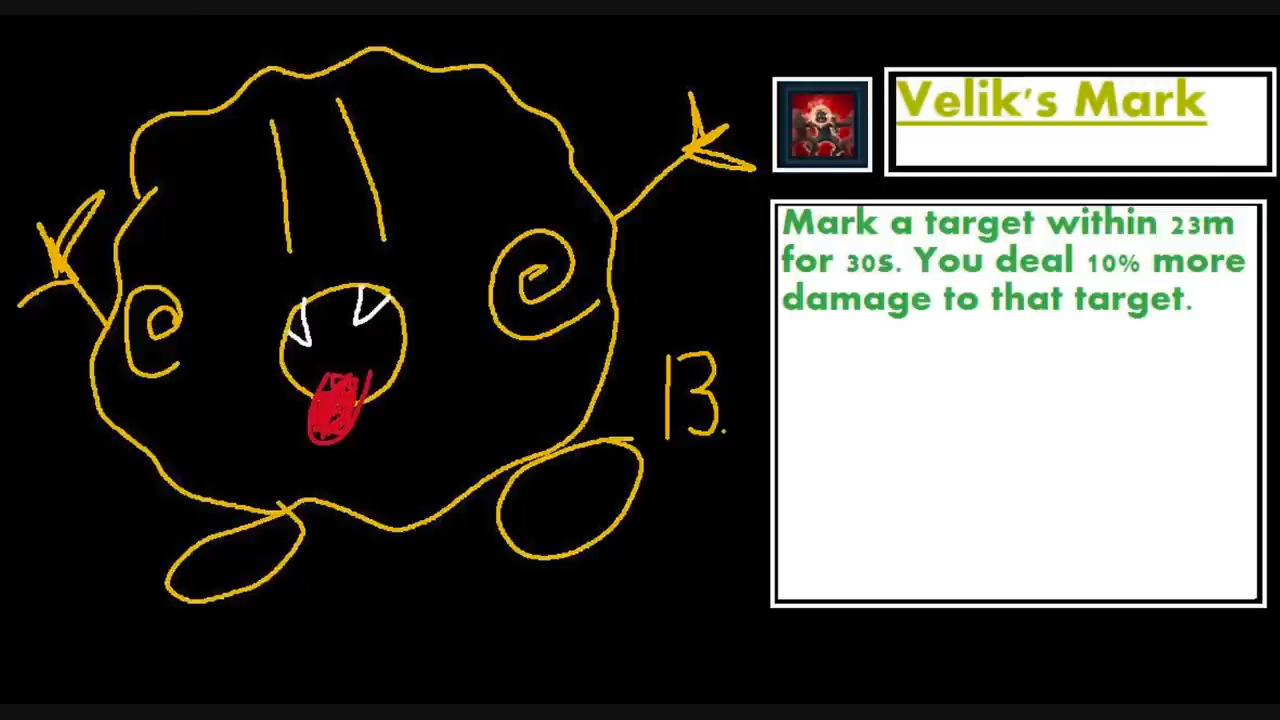 Velik's Mark
Mark a target within 23m
for 30s. You deal 10% more
damage to that target.
13.